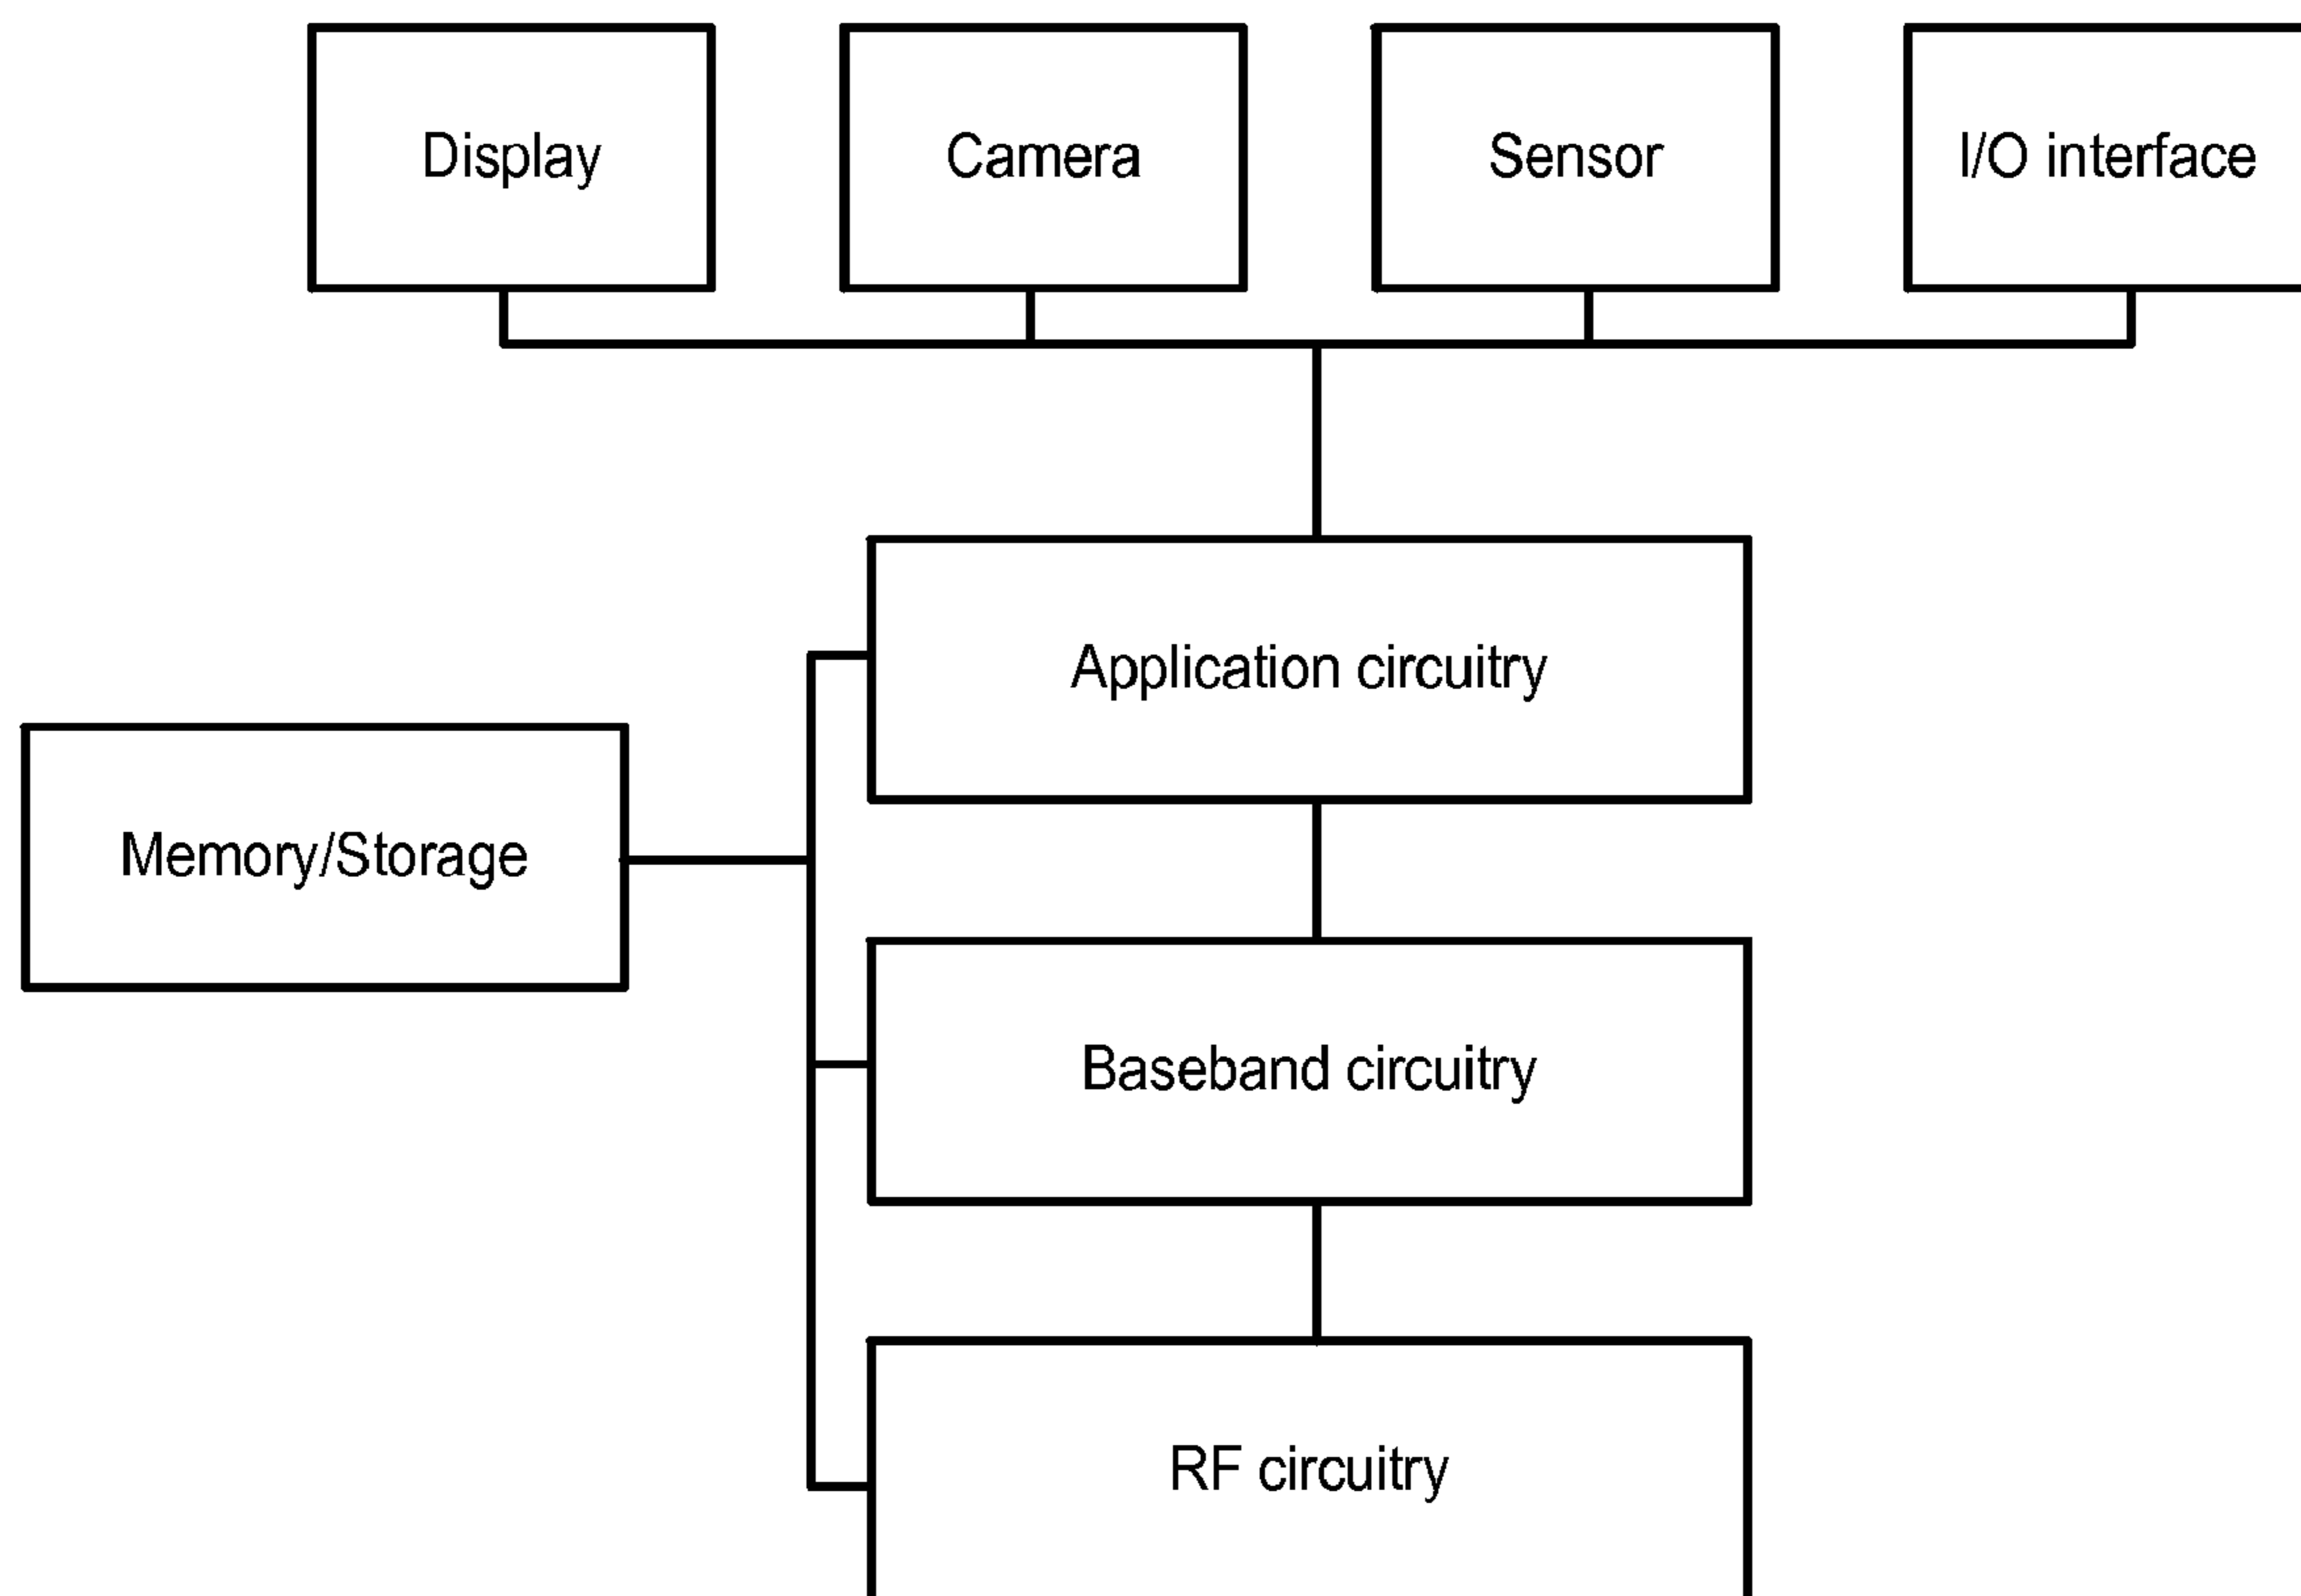 Display
Camera
Sensor
I/O interface
Application circuitry
Memory/Storage
Baseband circuitry
RF circuitry